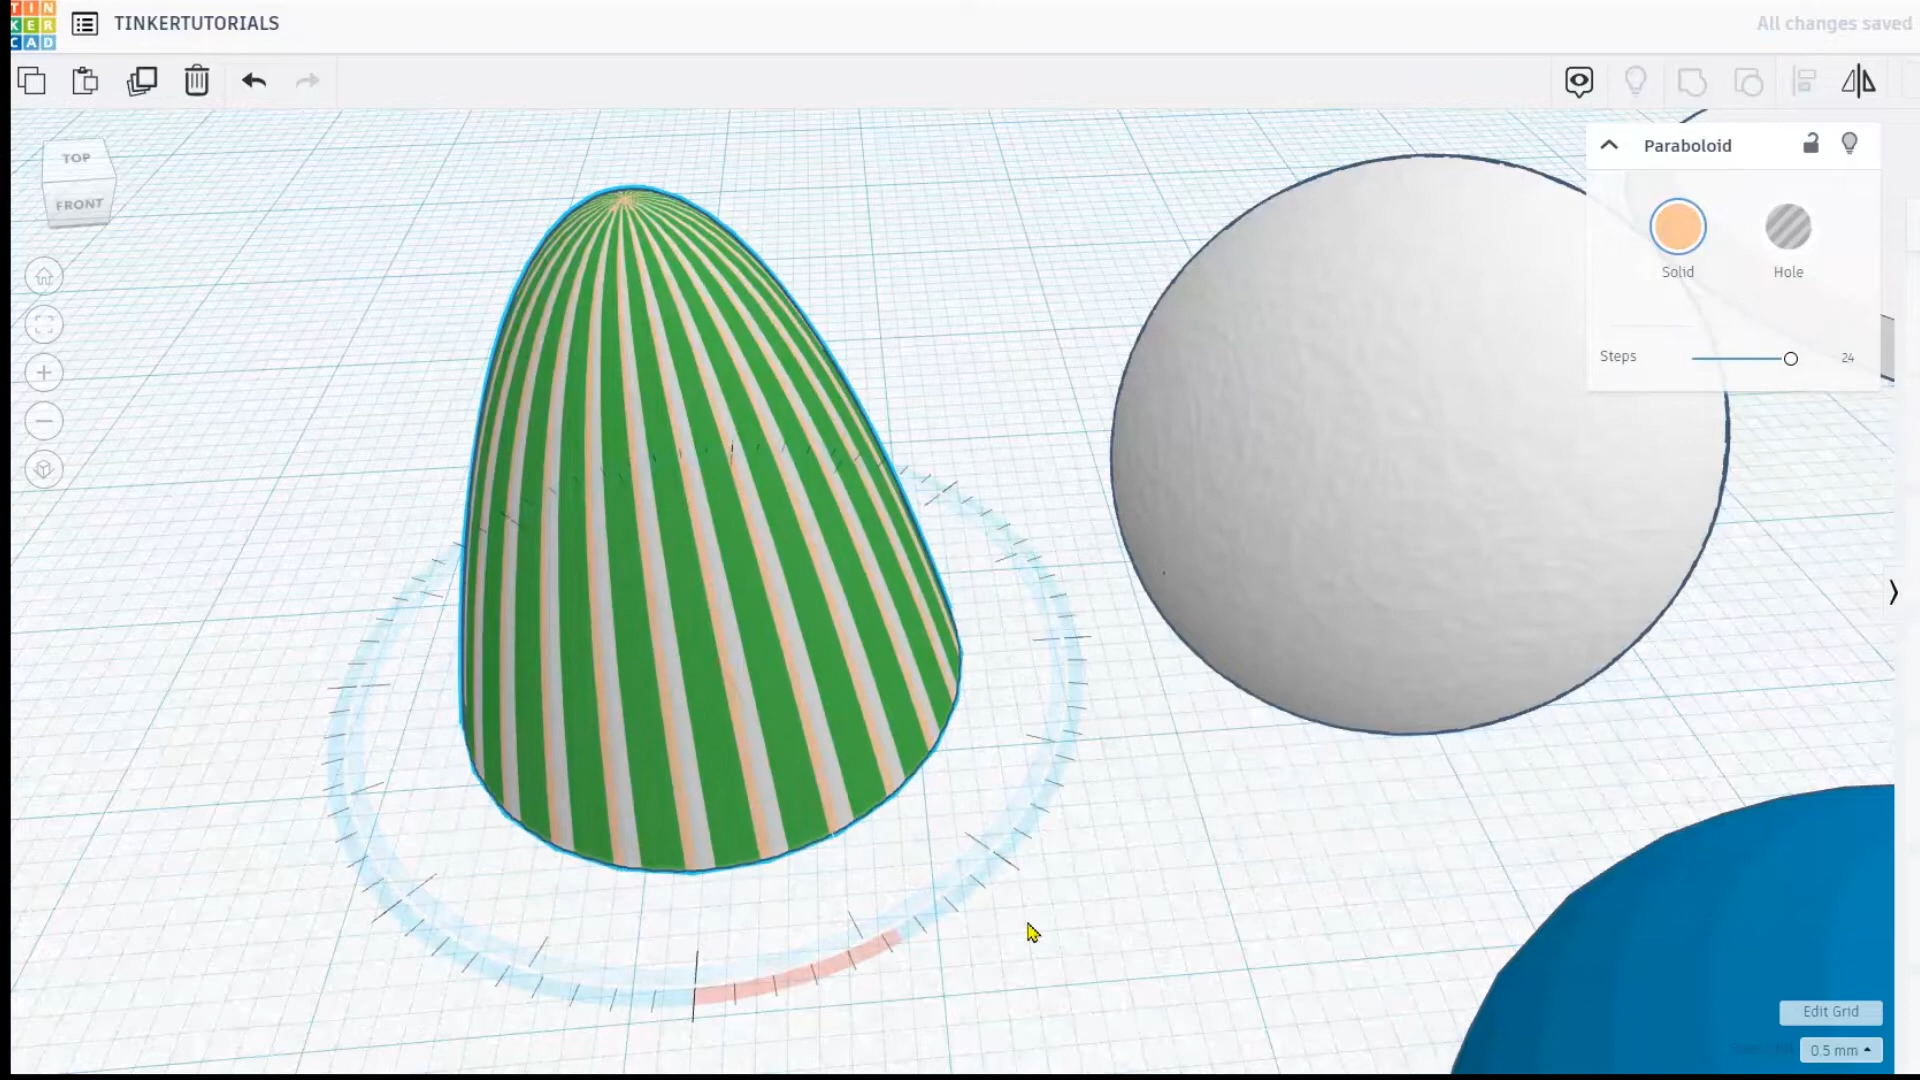 TIN
KER
CAD
TINKERTUTORIALS
All changes saved
TOP
FRONT
Paraboloid
Solid
Hole
Steps
24
Edit Grid
0.5 mm